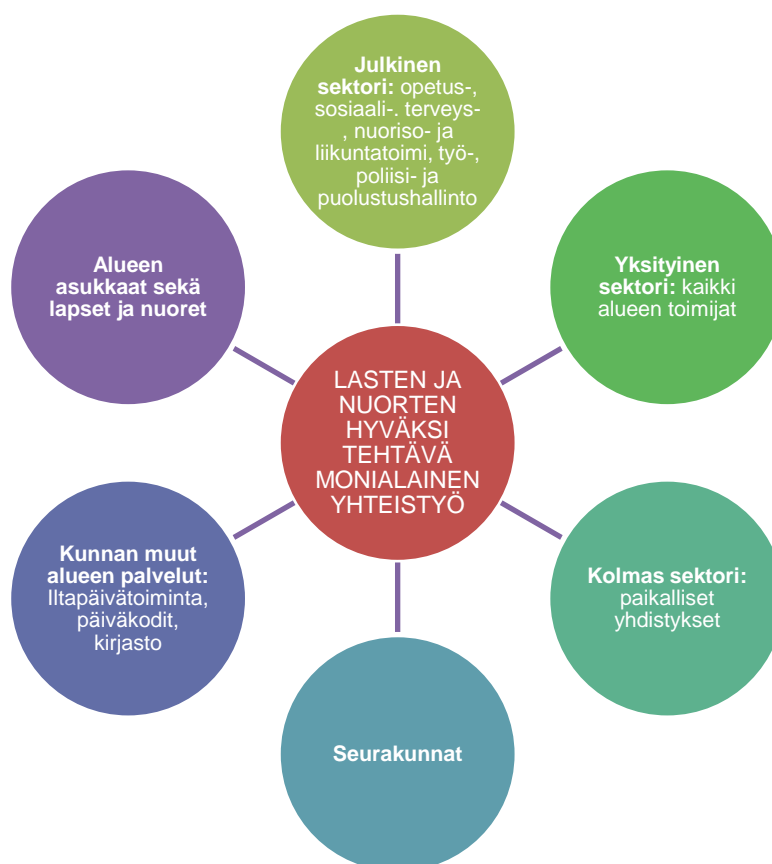 Julkinen
sektori: opetus-,
sosiaali-. terveys-
, nuoriso- ja
liikuntatoimi, työ-,
poliisi- ja
puolustushallinto
Alueen
asukkaat sekä
lapset ja nuoret
Yksityinen
sektori: kaikki
alueen toimijat
LASTEN JA
NUORTEN
HYVÄKSI
TEHTÄVÄ
MONIALAINEN
YHTEISTYÖ
Kunnan muut
alueen palvelut:
Iltapäivätoiminta,
päiväkodit,
kirjasto
Kolmas sektori:
paikalliset
yhdistykset
Seurakunnat